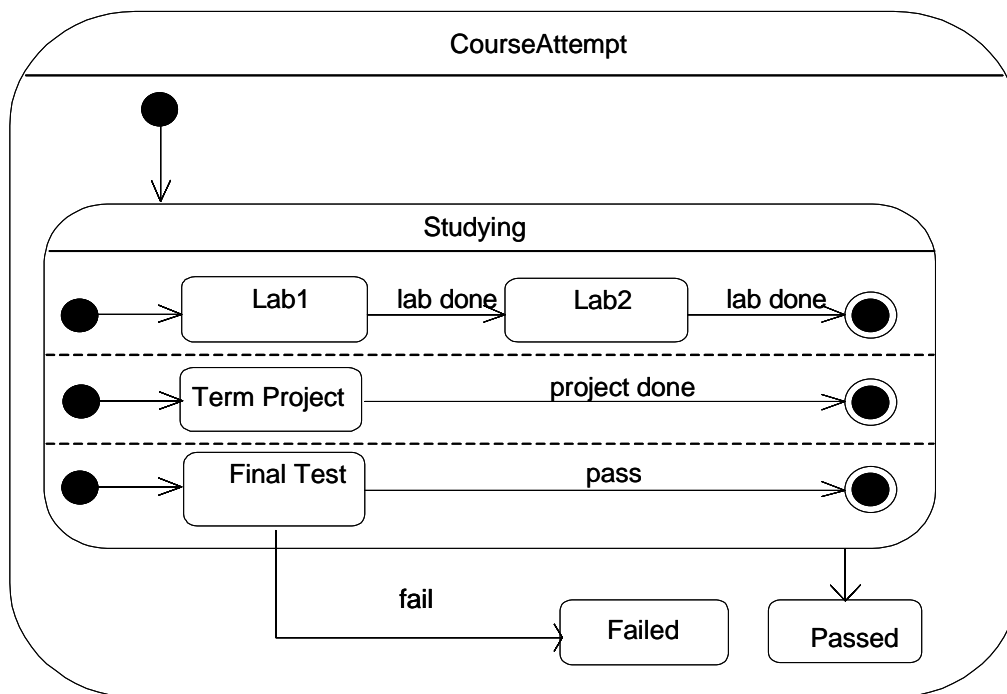 CourseAttempt
Studying
Lab1
lab done
Lab2
lab done
Term Project
project done
Final Test
pass
fail
Failed
Passed